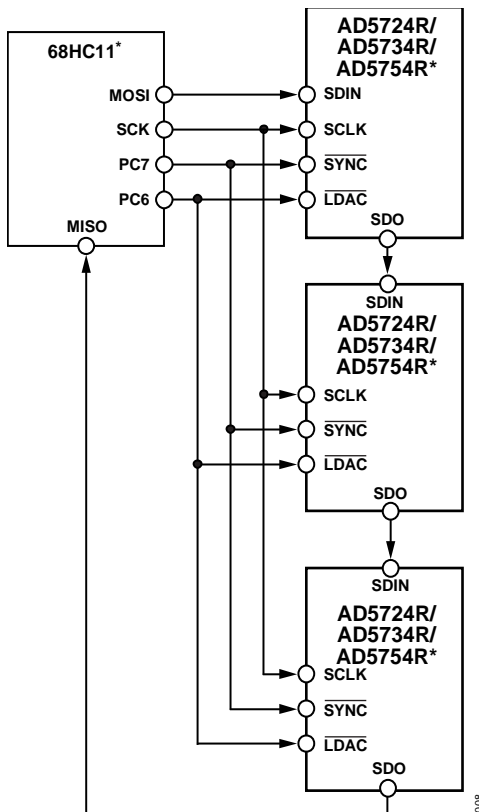 68HC11*
MOSI
SCK
PC7
PC6
MISO
AD5724R/
AD5734R/
AD5754R*
SDIN
SCLK
SYNC
LDAC
SDO
SDIN
AD5724R/
AD5734R/
AD5754R*
SCLK
SYNC
LDAC
SDO
SDIN
AD5724R/
AD5734R/
AD5754R*
SCLK
SYNC
LDAC
SDO